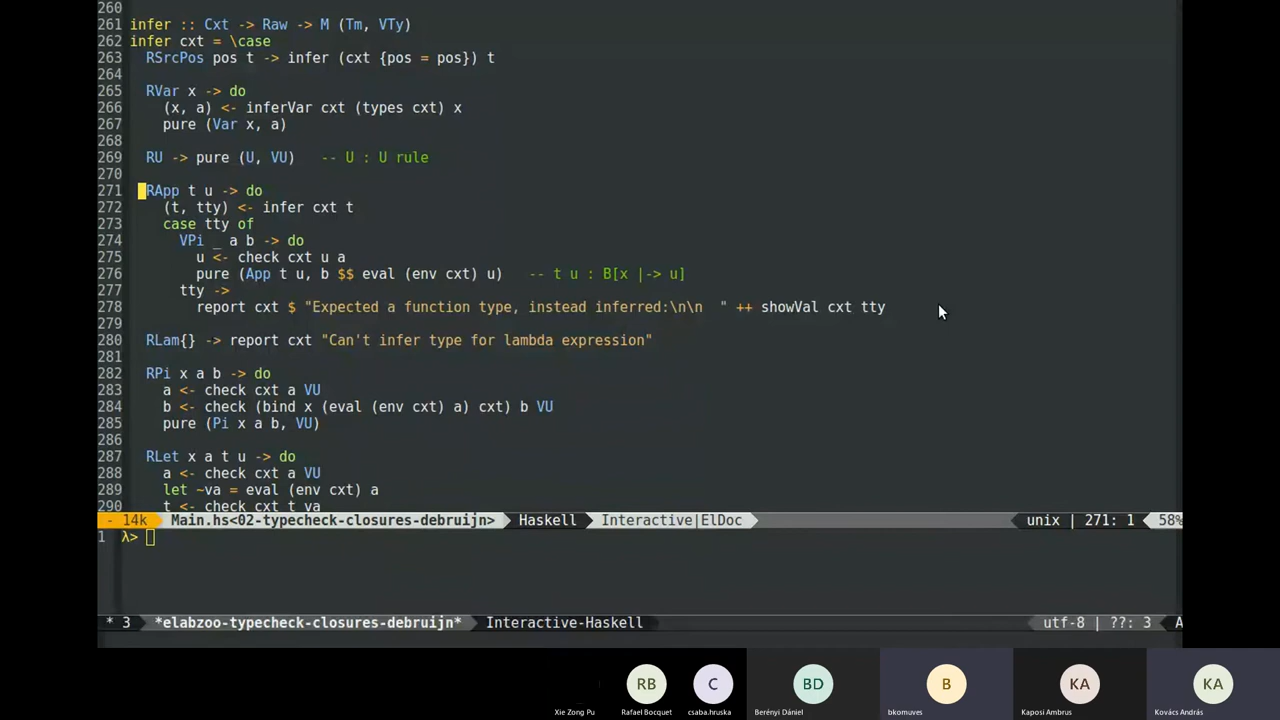 260
261 infer :: Cxt -> Raw -> M (Tm, VTy)
262 infer cxt = \case
263   RSrcPos pos t -> infer (cxt {pos = pos}) t
264
265   RVar x -> do
266     (x, a) <- inferVar cxt (types cxt) x
267     pure (Var x, a)
268
269   RU -> pure (U, VU)   -- U : U rule
270
271   RApp t u -> do
272     (t, tty) <- infer cxt t
273     case tty of
274       VPi _ a b -> do
275         u <- check cxt u a
276         pure (App t u, b $$ eval (env cxt) u)   -- t u : B[x |-> u]
277       tty ->
278         report cxt $ "Expected a function type, instead inferred:\n\n  " ++ showVal cxt tty
279
280   RLam{} -> report cxt "Can't infer type for lambda expression"
281
282   RPi x a b -> do
283     a <- check cxt a VU
284     b <- check (bind x (eval (env cxt) a) cxt) b VU
285     pure (Pi x a b, VU)
286
287   RLet x a t u -> do
288     a <- check cxt a VU
289     let ~va = eval (env cxt) a
290     t <- check cxt t va
- 14k Main.hs<02-typecheck-closures-debruijn> Haskell Interactive|ElDoc unix | 271: 1 58%
1 λ>
* 3 *elabzoo-typecheck-closures-debruijn* Interactive-Haskell utf-8 | ??: 3 A
RB C BD B KA KA
Xie Zong Pu Rafael Bocquet csaba.hruska Berényi Dániel bkomuves Kaposi Ambrus Kovács András